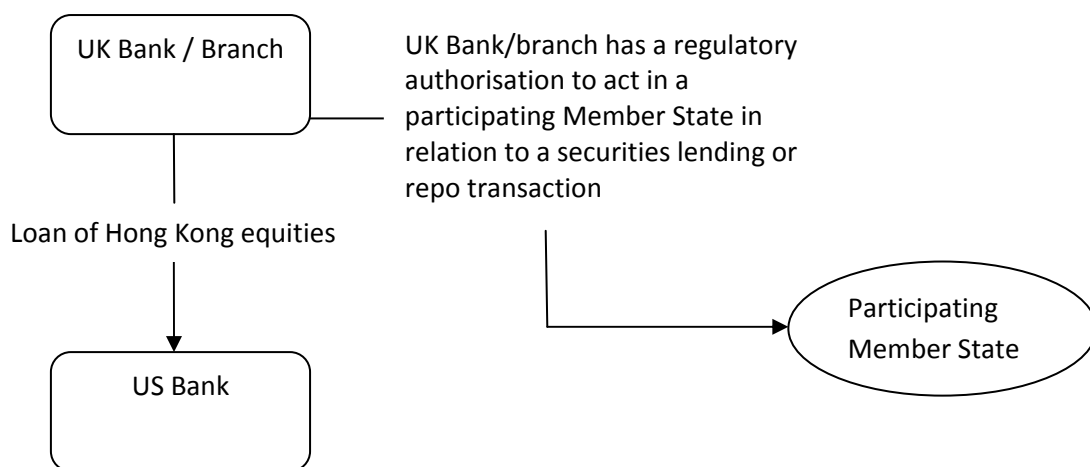 UK Bank / Branch
UK Bank/branch has a regulatory
authorisation to act in a
participating Member State in
relation to a securities lending or
repo transaction
Loan of Hong Kong equities
Participating
Member State
US Bank